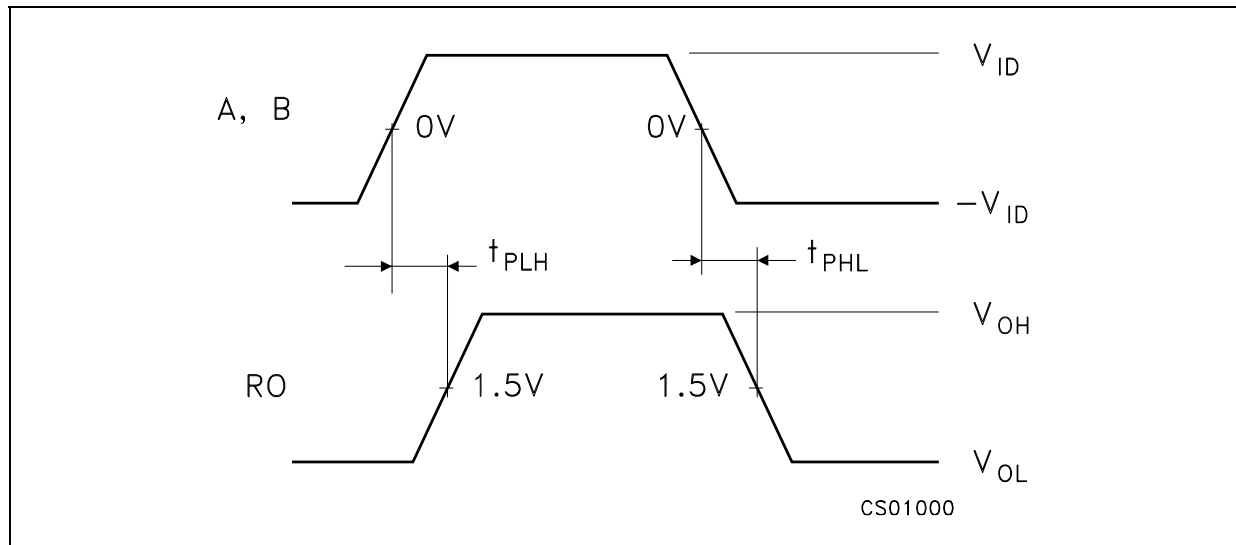 V_ID
A, B
0V 0V
-V_ID
t_PLH t_PHL
V_OH
RO
1.5V 1.5V
V_OL
CS01000